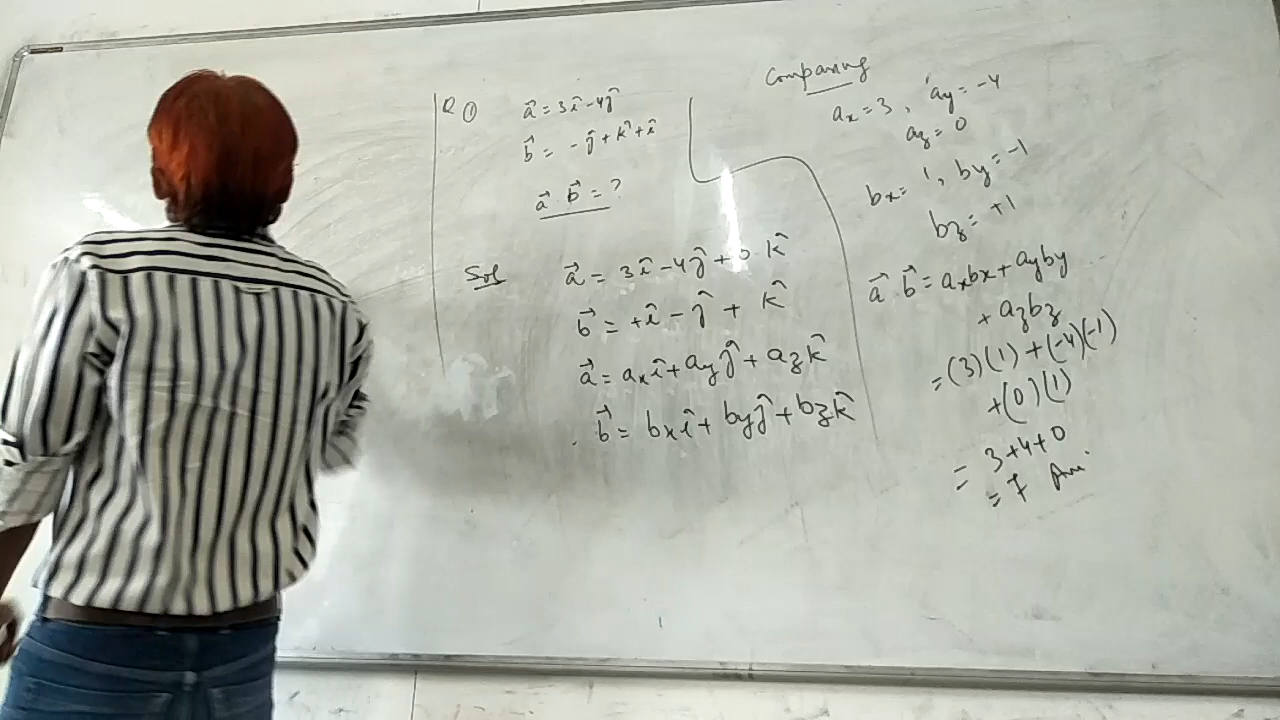 Q ①
a⃗ = 3î - 4ĵ
b⃗ = - ĵ + k̂ + î
a⃗ b⃗ = ?
Sol
a⃗ = 3î - 4ĵ + 0 . k̂
b⃗ = +î - ĵ + k̂
a⃗ = axî + ayĵ + azk̂
b⃗ = bxî + byĵ + bzk̂
Comparing
ax = 3 , ay = -4
az = 0
bx = 1, by = -1
bz = +1
a⃗ . b⃗ = axbx + ayby
+ azbz
= (3)(1) + (-4)(-1)
+ (0)(1)
= 3+4+0
= 7 Ans